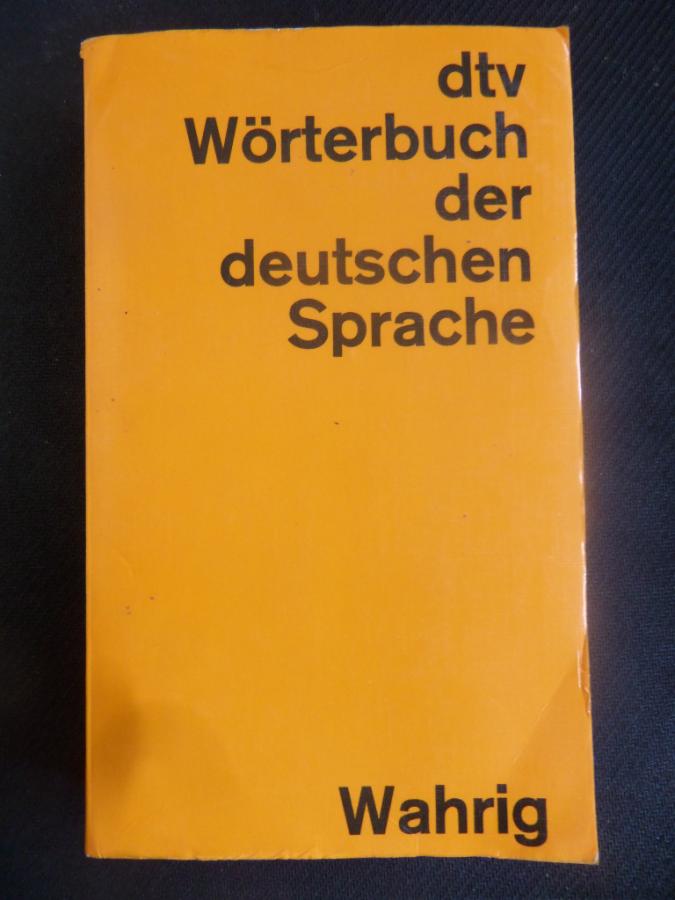 dtv
Wörterbuch
der
deutschen
Sprache
Wahrig